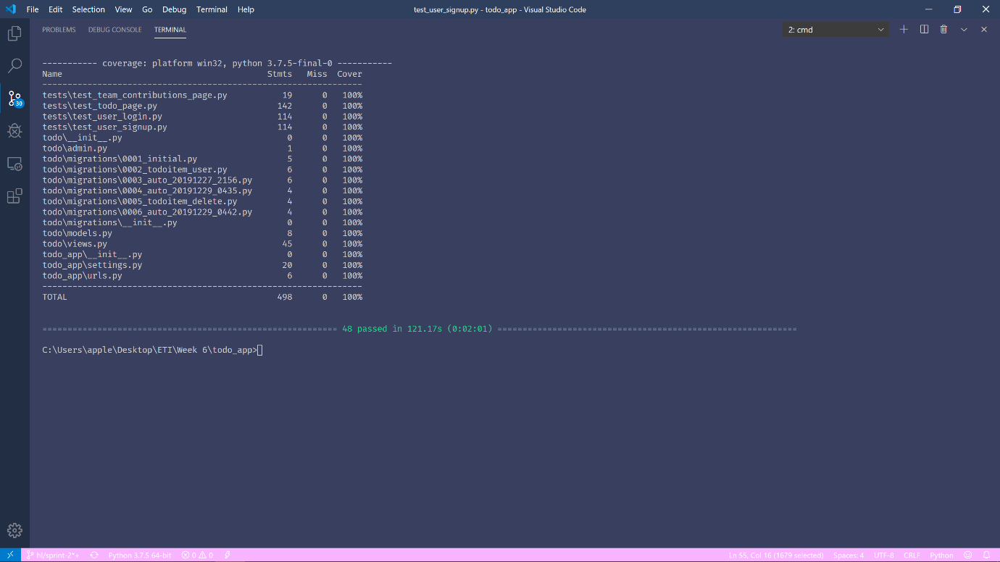 File Edit Selection View Go Debug Terminal Help test_user_signup.py - todo_app - Visual Studio Code
PROBLEMS DEBUG CONSOLE TERMINAL 2: cmd
----------- coverage: platform win32, python 3.7.5-final-0 -----------
Name Stmts Miss Cover
----------------------------------------------------------------
tests\test_team_contributions_page.py 19 0 100%
tests\test_todo_page.py 142 0 100%
tests\test_user_login.py 114 0 100%
tests\test_user_signup.py 114 0 100%
todo\__init__.py 0 0 100%
todo\admin.py 1 0 100%
todo\migrations\0001_initial.py 5 0 100%
todo\migrations\0002_todoitem_user.py 6 0 100%
todo\migrations\0003_auto_20191227_2156.py 6 0 100%
todo\migrations\0004_auto_20191229_0435.py 4 0 100%
todo\migrations\0005_todoitem_delete.py 4 0 100%
todo\migrations\0006_auto_20191229_0442.py 4 0 100%
todo\migrations\__init__.py 0 0 100%
todo\models.py 8 0 100%
todo\views.py 45 0 100%
todo_app\__init__.py 0 0 100%
todo_app\settings.py 20 0 100%
todo_app\urls.py 6 0 100%
----------------------------------------------------------------
TOTAL 498 0 100%
=========================================================== 48 passed in 121.17s (0:02:01) ============================================================
C:\Users\apple\Desktop\ETI\Week 6\todo_app>
30
hl/sprint-2*+ Python 3.7.5 64-bit 0 0 Ln 55, Col 16 (1679 selected) Spaces: 4 UTF-8 CRLF Python